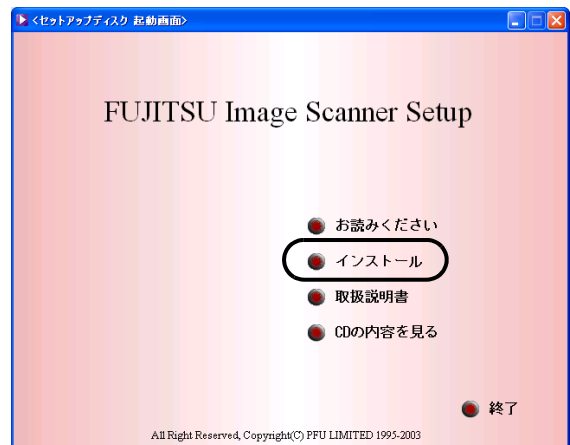 <セットアップディスク 起動画面>
FUJITSU Image Scanner Setup
お読みください
インストール
取扱説明書
CDの内容を見る
終了
All Right Reserved, Copyright(C) PFU LIMITED 1995-2003